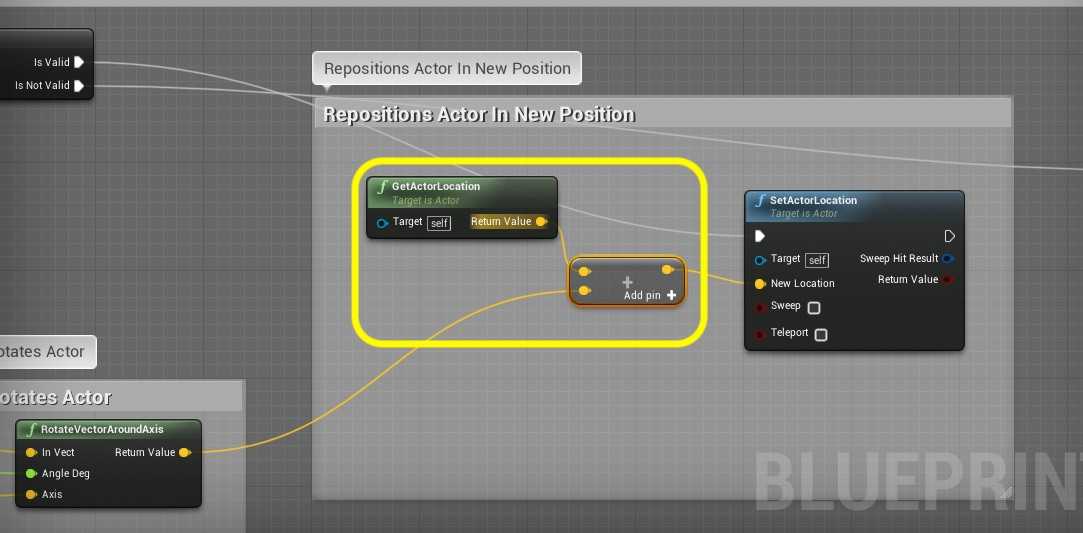 Is Valid
Is Not Valid
Repositions Actor In New Position
Repositions Actor In New Position
f GetActorLocation
Target is Actor
Target self
Return Value
Add pin
f SetActorLocation
Target is Actor
Target self
Sweep Hit Result
New Location
Return Value
Sweep
Teleport
otates Actor
otates Actor
f RotateVectorAroundAxis
In Vect
Return Value
Angle Deg
Axis
BLUEPRIN